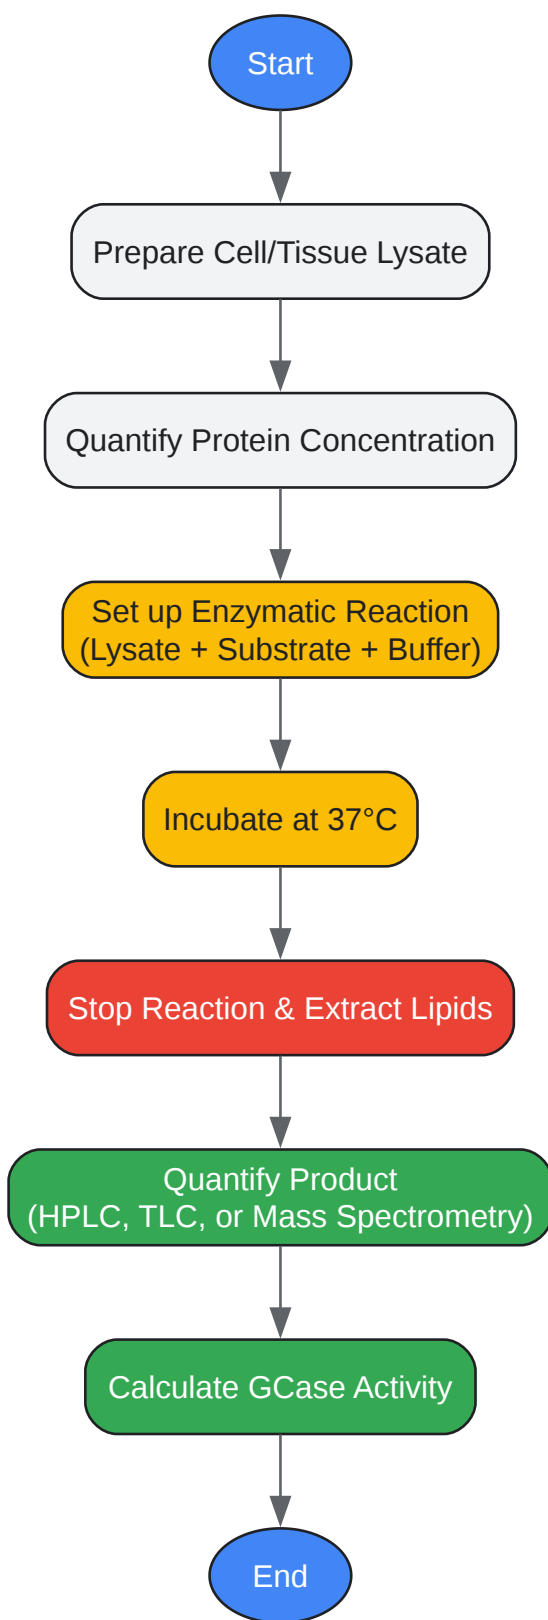 Start
Prepare Cell/Tissue Lysate
Quantify Protein Concentration
Set up Enzymatic Reaction
(Lysate + Substrate + Buffer)
Incubate at 37°C
Stop Reaction & Extract Lipids
Quantify Product
(HPLC, TLC, or Mass Spectrometry)
Calculate GCase Activity
End